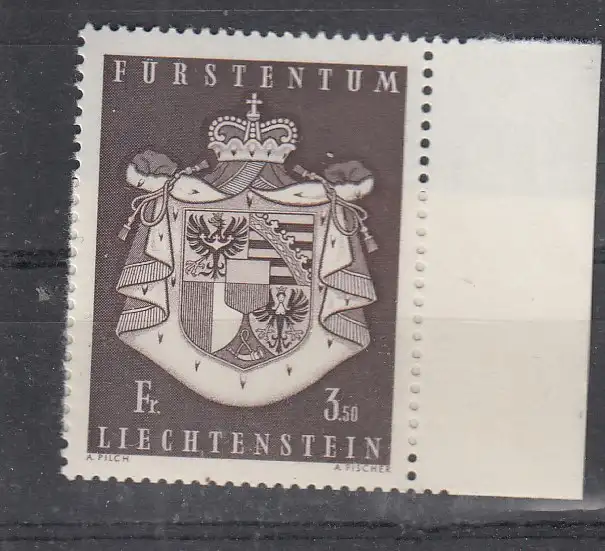 FÜRSTENTUM
Fr. 3.50
LIECHTENSTEIN
A. PILCH A. FISCHER